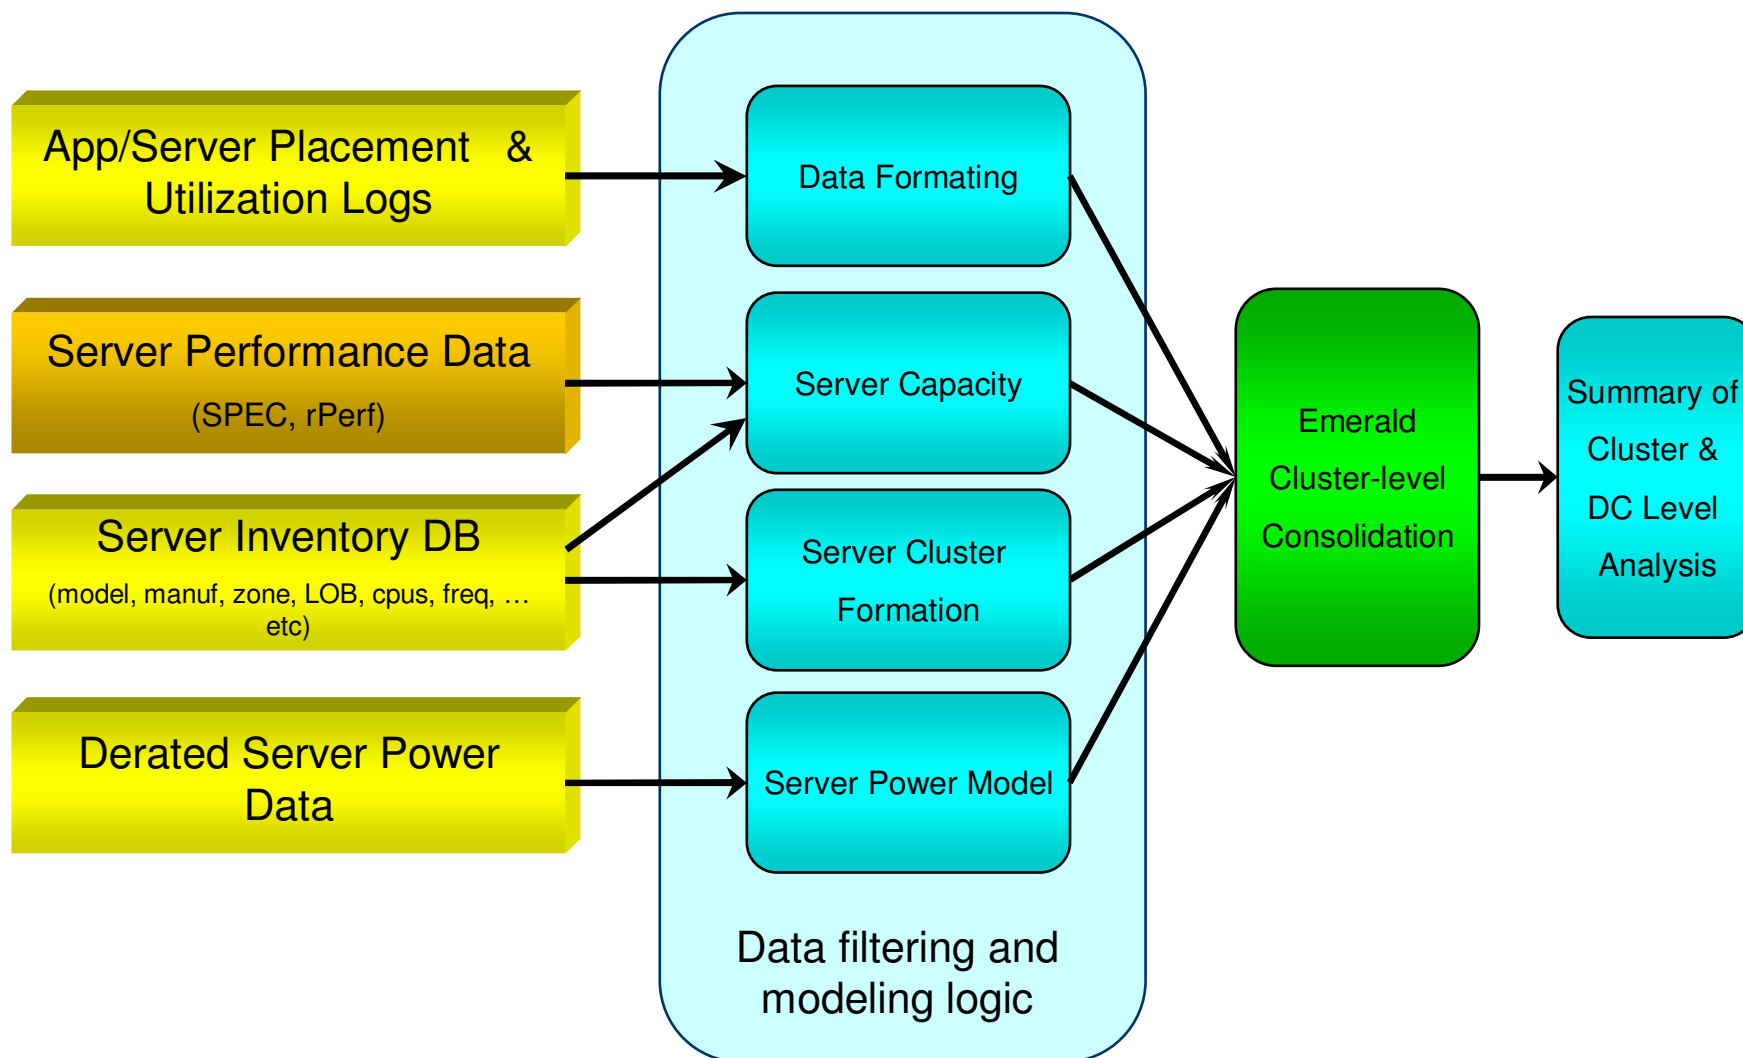 App/Server Placement &
Utilization Logs
Server Performance Data
(SPEC, rPerf)
Server Inventory DB
(model, manuf, zone, LOB, cpus, freq, …
etc)
Derated Server Power
Data
Data Formating
Server Capacity
Server Cluster
Formation
Server Power Model
Data filtering and
modeling logic
Emerald
Cluster-level
Consolidation
Summary of
Cluster &
DC Level
Analysis